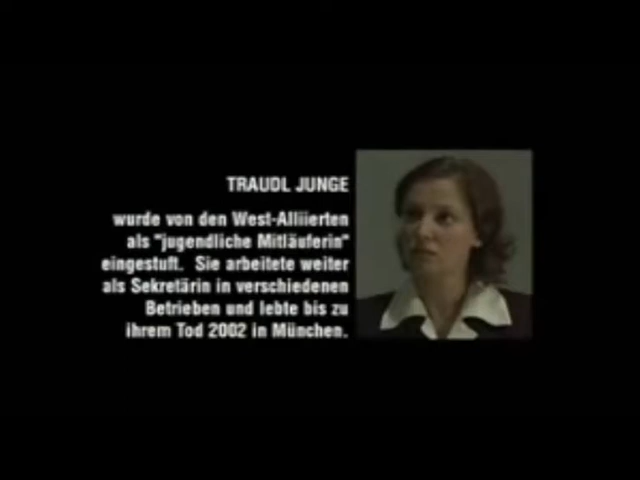 TRAUDL JUNGE
wurde von den West-Alliierten
als "jugendliche Mitläuferin"
eingestuft. Sie arbeitete weiter
als Sekretärin in verschiedenen
Betrieben und lebte bis zu
ihrem Tod 2002 in München.